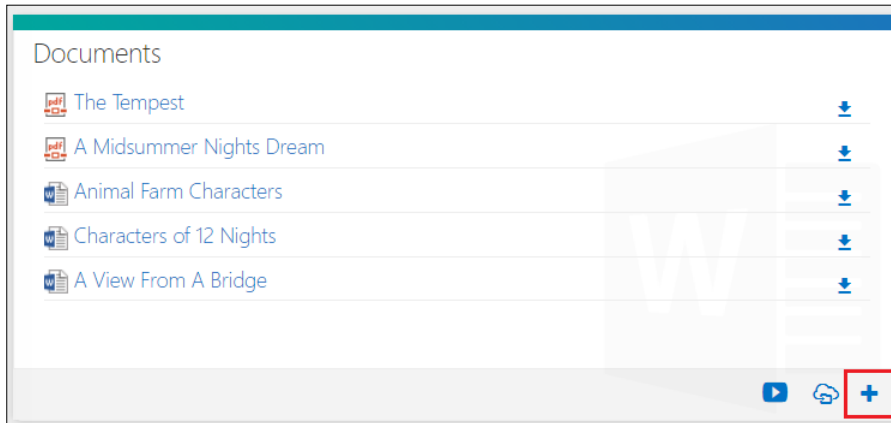 Documents
The Tempest
A Midsummer Nights Dream
Animal Farm Characters
Characters of 12 Nights
A View From A Bridge